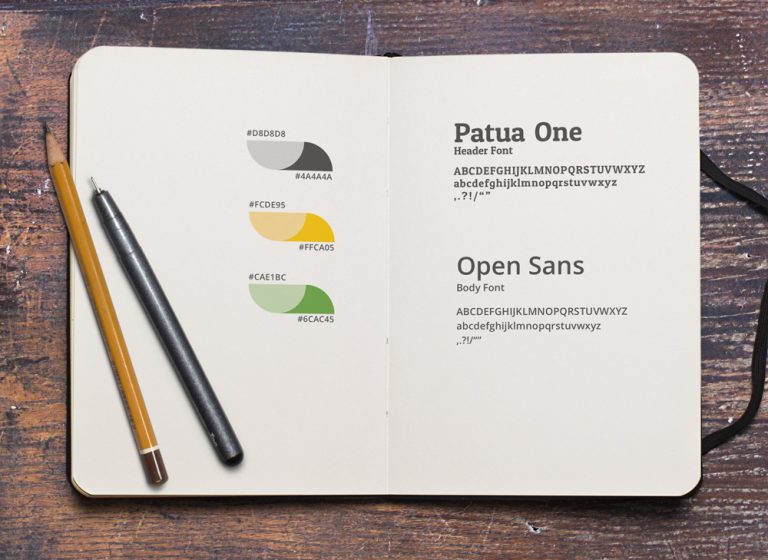 #D8D8D8
#4A4A4A
#FCDE95
#FFCA05
#CAE1BC
#6CAC45
Patua One
Header Font
ABCDEFGHIJKLMNOPQRSTUVWXYZ
abcdefghijklmnopqrstuvwxyz
,.?!/“”
Open Sans
Body Font
ABCDEFGHIJKLMNOPQRSTUVWXYZ
abcdefghijklmnopqrstuvwxyz
,.?!/“”